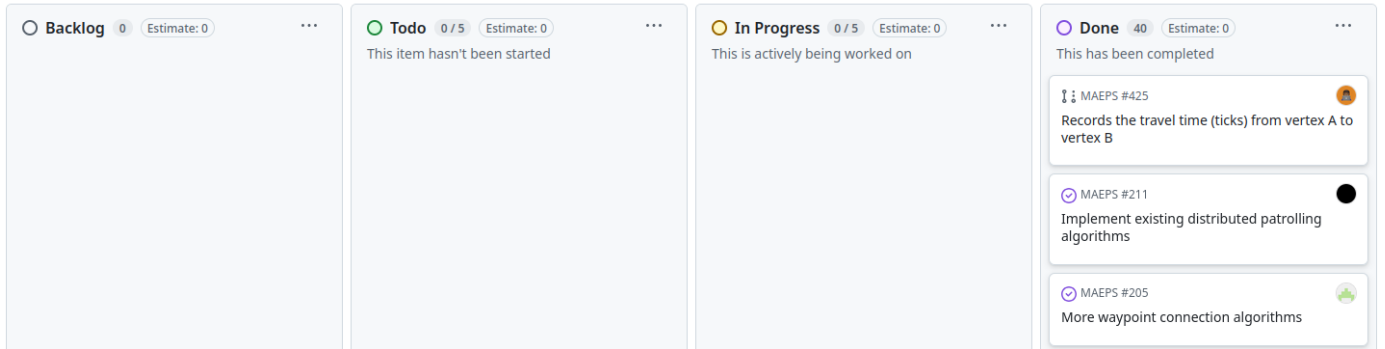 Backlog 0 Estimate: 0
Todo 0 / 5 Estimate: 0
This item hasn't been started
In Progress 0 / 5 Estimate: 0
This is actively being worked on
Done 40 Estimate: 0
This has been completed
MAEPS #425
Records the travel time (ticks) from vertex A to
vertex B
MAEPS #211
Implement existing distributed patrolling
algorithms
MAEPS #205
More waypoint connection algorithms